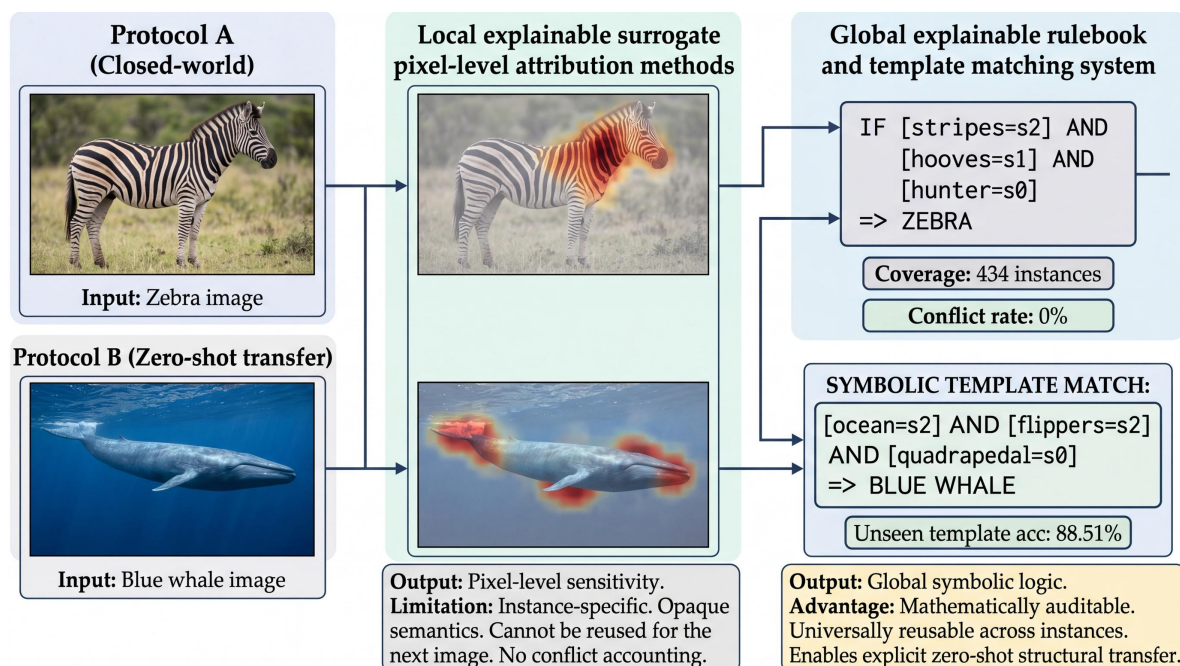 Protocol A
(Closed-world)
Input: Zebra image
Protocol B (Zero-shot transfer)
Input: Blue whale image
Local explainable surrogate
pixel-level attribution methods
Output: Pixel-level sensitivity.
Limitation: Instance-specific. Opaque
semantics. Cannot be reused for the
next image. No conflict accounting.
Global explainable rulebook
and template matching system
IF [stripes=s2] AND
[hooves=s1] AND
[hunter=s0]
=> ZEBRA
Coverage: 434 instances
Conflict rate: 0%
SYMBOLIC TEMPLATE MATCH:
[ocean=s2] AND [flippers=s2]
AND [quadrapedal=s0]
=> BLUE WHALE
Unseen template acc: 88.51%
Output: Global symbolic logic.
Advantage: Mathematically auditable.
Universally reusable across instances.
Enables explicit zero-shot structural transfer.